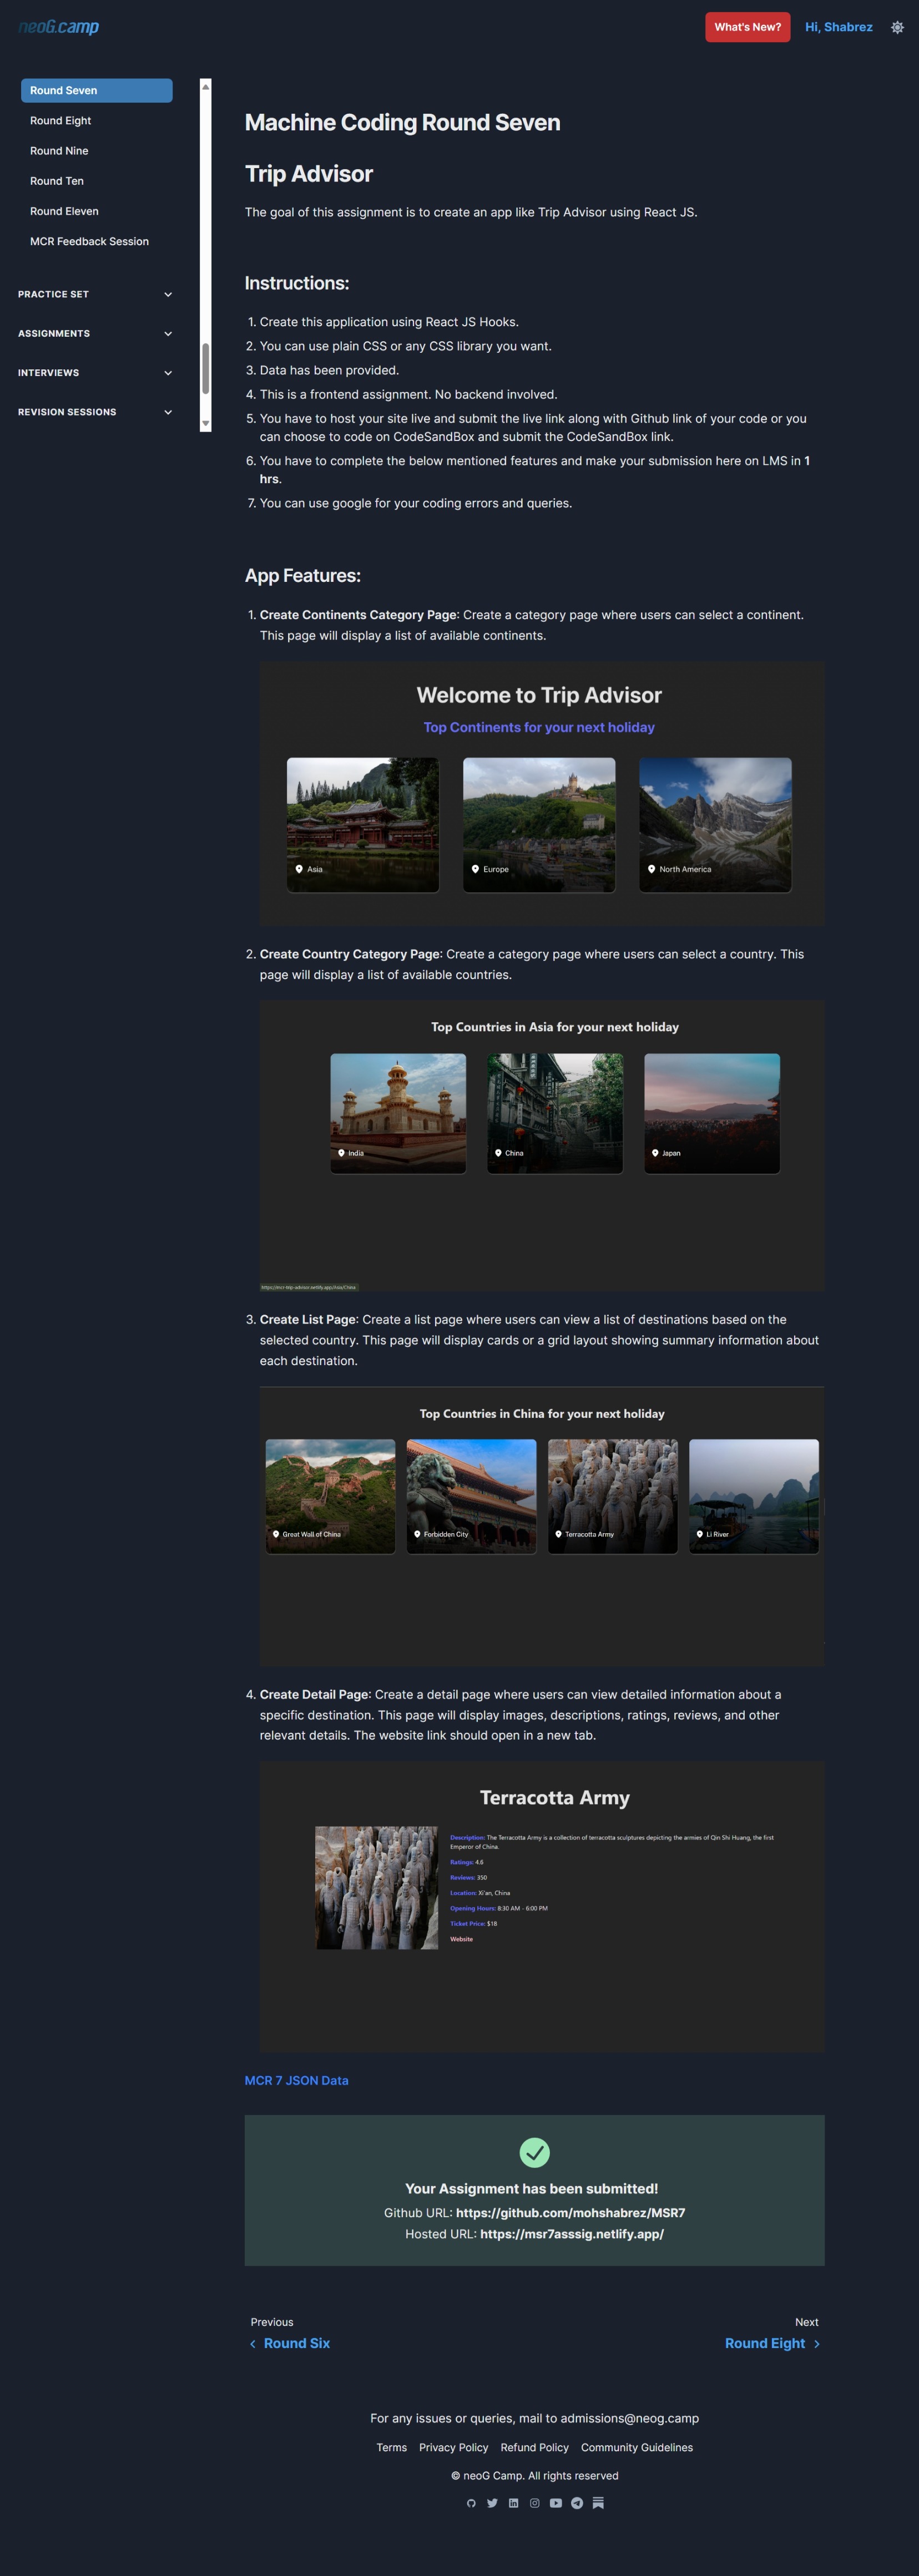 neoG.camp
What's New?
Hi, Shabrez
Round Seven
Round Eight
Round Nine
Round Ten
Round Eleven
MCR Feedback Session
PRACTICE SET
ASSIGNMENTS
INTERVIEWS
REVISION SESSIONS
Machine Coding Round Seven
Trip Advisor
The goal of this assignment is to create an app like Trip Advisor using React JS.
Instructions:
1. Create this application using React JS Hooks.
2. You can use plain CSS or any CSS library you want.
3. Data has been provided.
4. This is a frontend assignment. No backend involved.
5. You have to host your site live and submit the live link along with Github link of your code or you
can choose to code on CodeSandBox and submit the CodeSandBox link.
6. You have to complete the below mentioned features and make your submission here on LMS in 1
hrs.
7. You can use google for your coding errors and queries.
App Features:
1. Create Continents Category Page: Create a category page where users can select a continent.
This page will display a list of available continents.
Welcome to Trip Advisor
Top Continents for your next holiday
Asia
Europe
North America
2. Create Country Category Page: Create a category page where users can select a country. This
page will display a list of available countries.
Top Countries in Asia for your next holiday
India
China
Japan
https://mcr-trip-advisor.netlify.app/Asia/China
3. Create List Page: Create a list page where users can view a list of destinations based on the
selected country. This page will display cards or a grid layout showing summary information about
each destination.
Top Countries in China for your next holiday
Great Wall of China
Forbidden City
Terracotta Army
Li River
4. Create Detail Page: Create a detail page where users can view detailed information about a
specific destination. This page will display images, descriptions, ratings, reviews, and other
relevant details. The website link should open in a new tab.
Terracotta Army
Description: The Terracotta Army is a collection of terracotta sculptures depicting the armies of Qin Shi Huang, the first
Emperor of China.
Ratings: 4.6
Reviews: 350
Location: Xi'an, China
Opening Hours: 8:30 AM - 6:00 PM
Ticket Price: $18
Website
MCR 7 JSON Data
Your Assignment has been submitted!
Github URL: https://github.com/mohshabrez/MSR7
Hosted URL: https://msr7asssig.netlify.app/
Previous
Round Six
Next
Round Eight
For any issues or queries, mail to admissions@neog.camp
Terms Privacy Policy Refund Policy Community Guidelines
© neoG Camp. All rights reserved